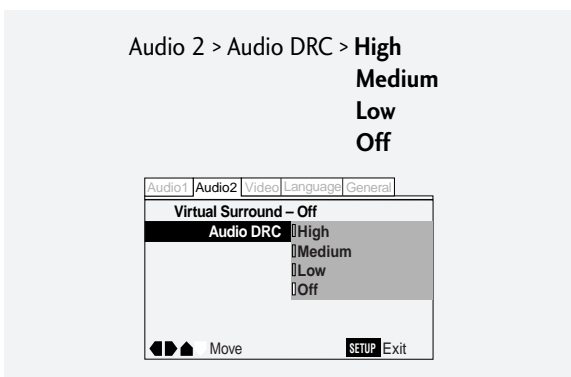 Audio 2 > Audio DRC > High
Medium
Low
Off
Audio1 Audio2 Video Language General
Virtual Surround – Off
Audio DRC High
Medium
Low
Off
Move SETUP Exit